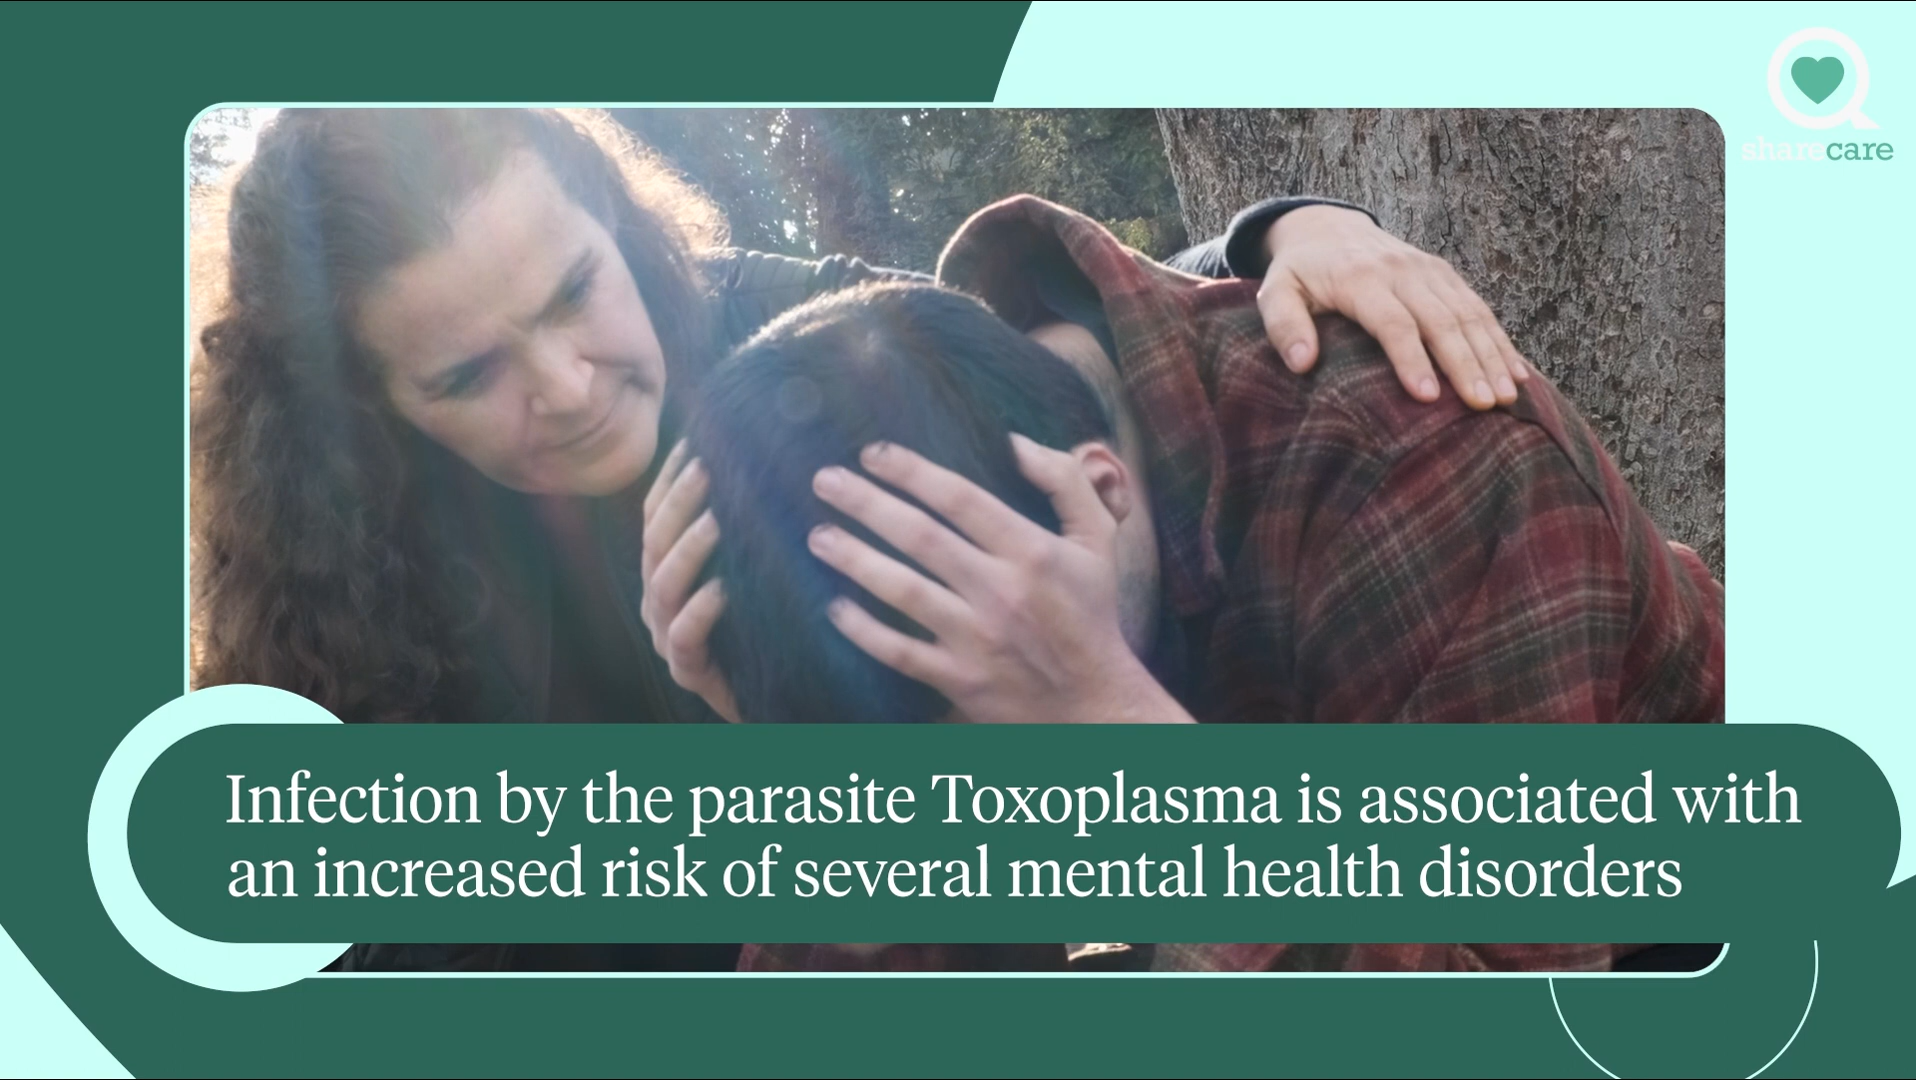 sharecare
Infection by the parasite Toxoplasma is associated with
an increased risk of several mental health disorders